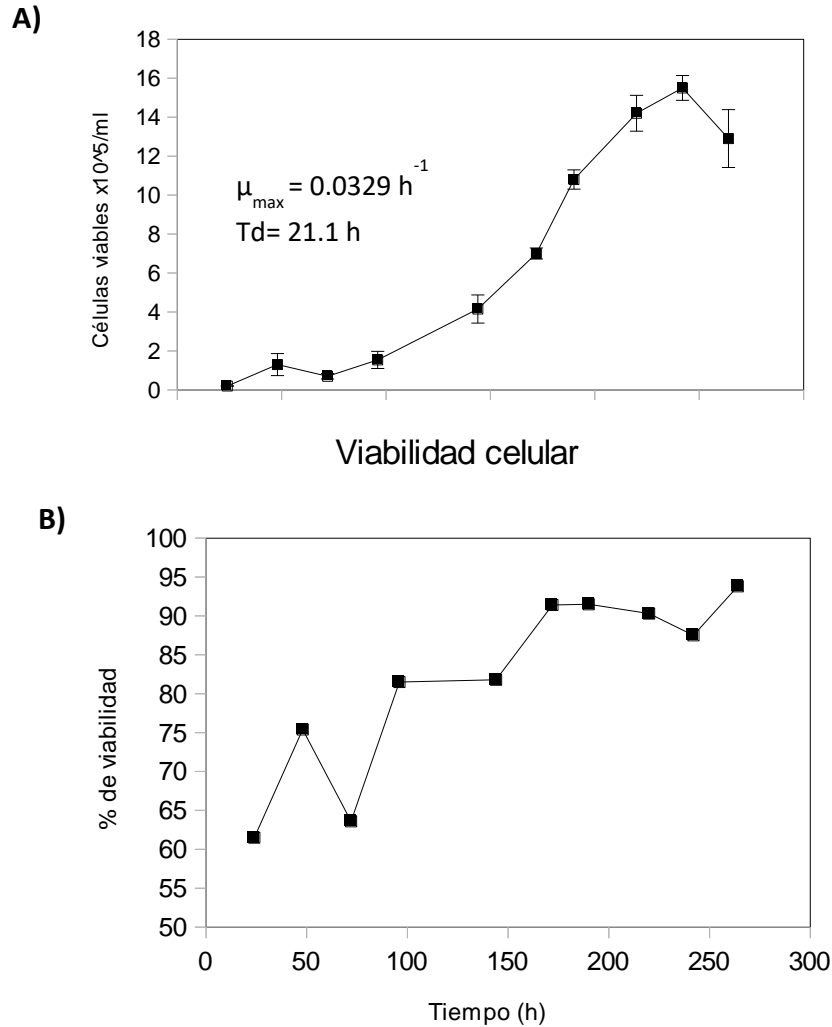 A)
18
16
14
12
10
8
6
4
2
0
Células viables x10^5/ml
μmax = 0.0329 h-1
Td= 21.1 h
Viabilidad celular
B)
100
95
90
85
80
75
70
65
60
55
50
% de viabilidad
0 50 100 150 200 250 300
Tiempo (h)